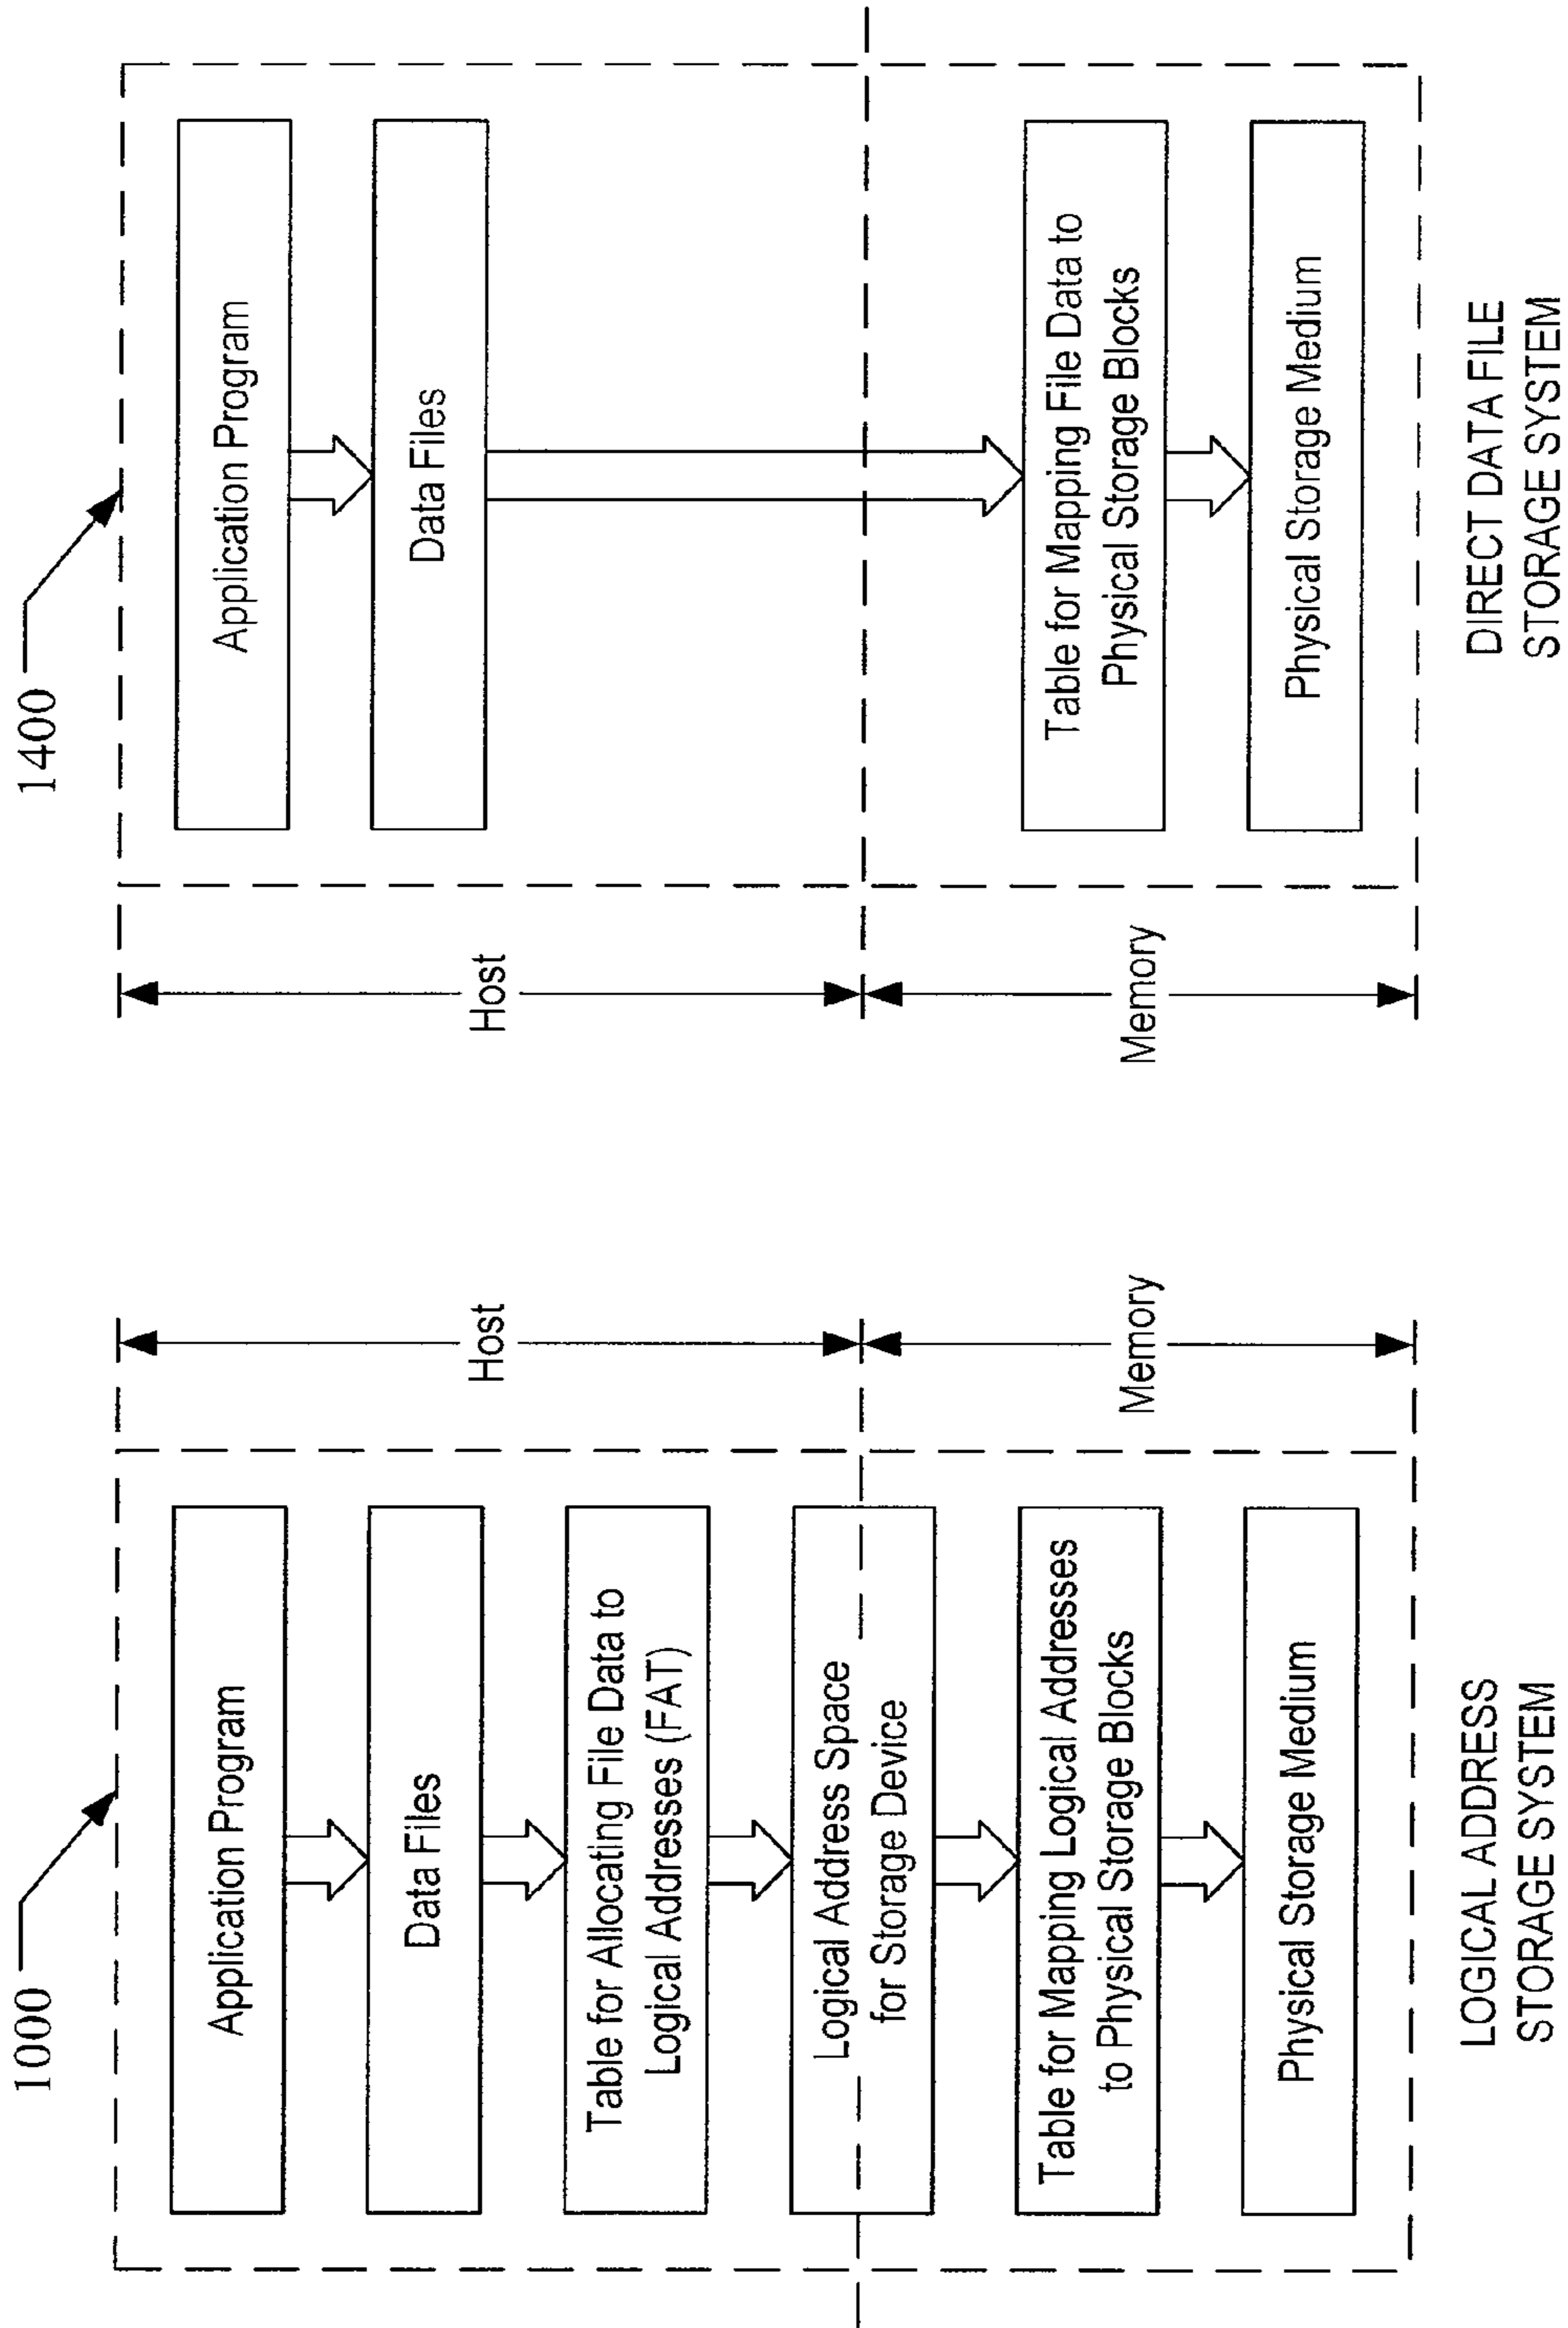 1000
Application Program
Data Files
Table for Allocating File Data to
Logical Addresses (FAT)
Logical Address Space
for Storage Device
Table for Mapping Logical Addresses
to Physical Storage Blocks
Physical Storage Medium
Host
Memory
LOGICAL ADDRESS
STORAGE SYSTEM
1400
Host
Memory
Application Program
Data Files
Table for Mapping File Data to
Physical Storage Blocks
Physical Storage Medium
DIRECT DATA FILE
STORAGE SYSTEM